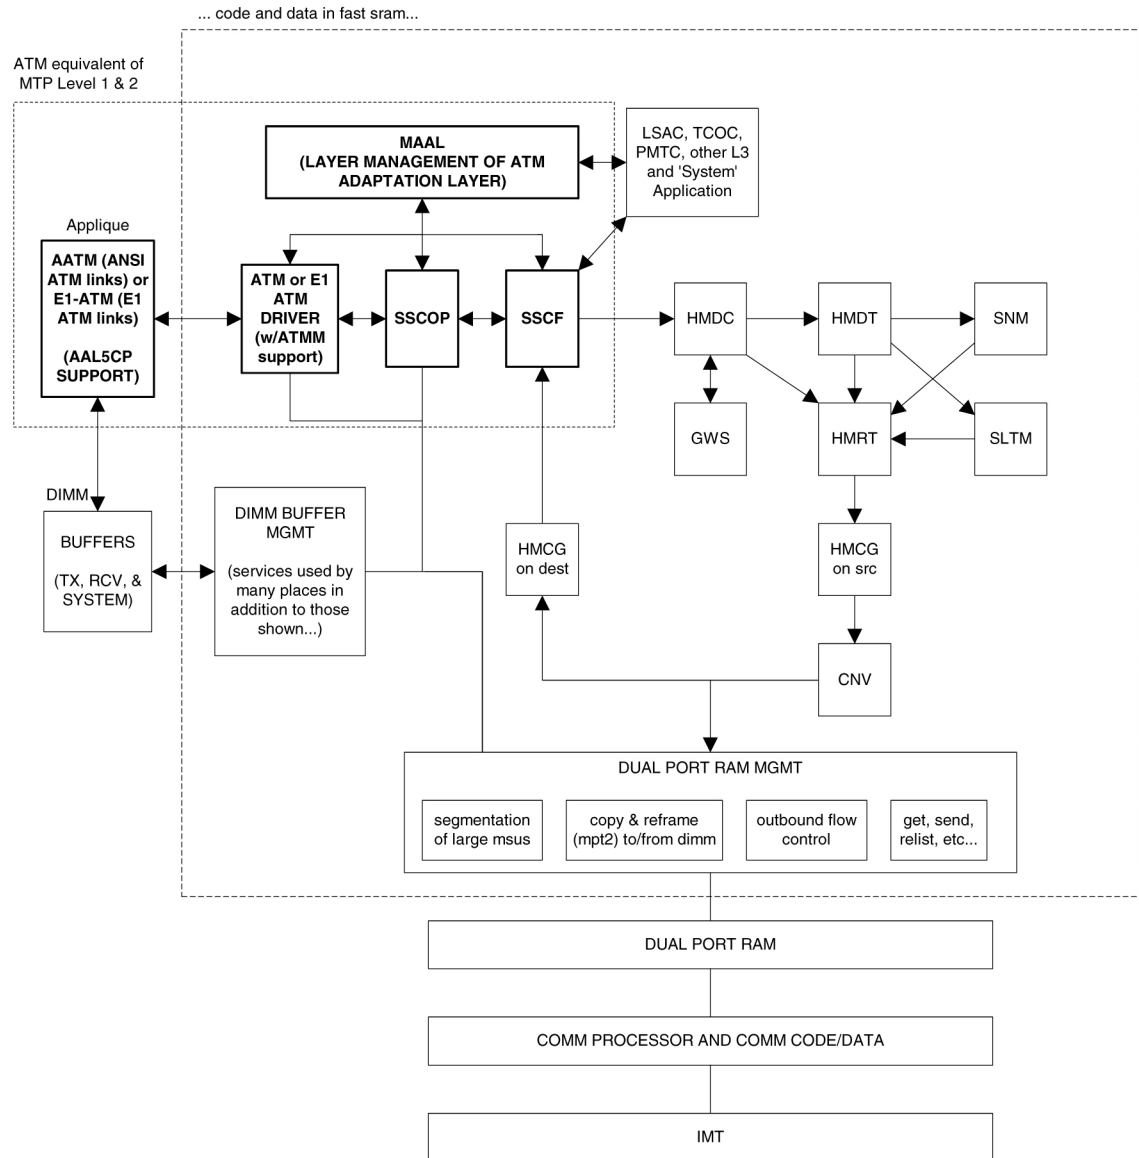 ... code and data in fast sram...
ATM equivalent of
MTP Level 1 & 2
MAAL
(LAYER MANAGEMENT OF ATM
ADAPTATION LAYER)
LSAC, TCOC,
PMTC, other L3
and 'System'
Application
Applique
AATM (ANSI
ATM links) or
E1-ATM (E1
ATM links)
(AAL5CP
SUPPORT)
ATM or E1
ATM
DRIVER
(w/ATMM
support)
SSCOP
SSCF
HMDC
HMDT
SNM
GWS
HMRT
SLTM
DIMM
BUFFERS
(TX, RCV, &
SYSTEM)
DIMM BUFFER
MGMT
(services used by
many places in
addition to those
shown...)
HMCG
on dest
HMCG
on src
CNV
DUAL PORT RAM MGMT
segmentation
of large msus
copy & reframe
(mpt2) to/from dimm
outbound flow
control
get, send,
relist, etc...
DUAL PORT RAM
COMM PROCESSOR AND COMM CODE/DATA
IMT